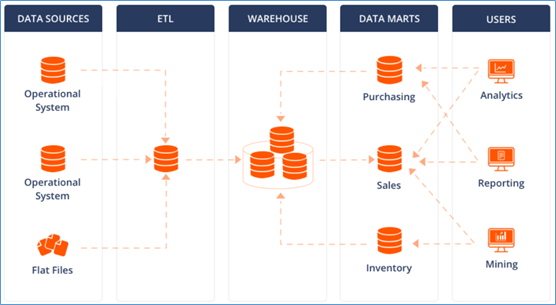 DATA SOURCES
ETL
WAREHOUSE
DATA MARTS
USERS
Operational
System
Purchasing
Analytics
Operational
System
Sales
Reporting
Flat Files
Inventory
Mining